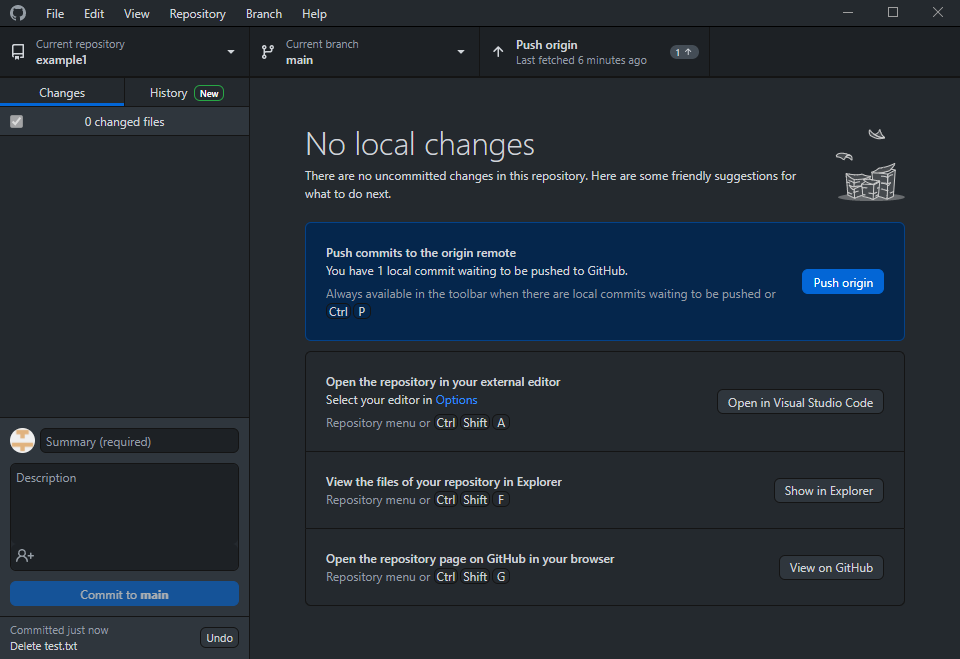 File Edit View Repository Branch Help
Current repository
example1
Current branch
main
Push origin
Last fetched 6 minutes ago
1
Changes
History New
0 changed files
No local changes
There are no uncommitted changes in this repository. Here are some friendly suggestions for
what to do next.
Push commits to the origin remote
You have 1 local commit waiting to be pushed to GitHub.
Always available in the toolbar when there are local commits waiting to be pushed or
Ctrl P
Push origin
Open the repository in your external editor
Select your editor in Options
Repository menu or Ctrl Shift A
Open in Visual Studio Code
View the files of your repository in Explorer
Repository menu or Ctrl Shift F
Show in Explorer
Open the repository page on GitHub in your browser
Repository menu or Ctrl Shift G
View on GitHub
Summary (required)
Description
Commit to main
Committed just now
Delete test.txt
Undo